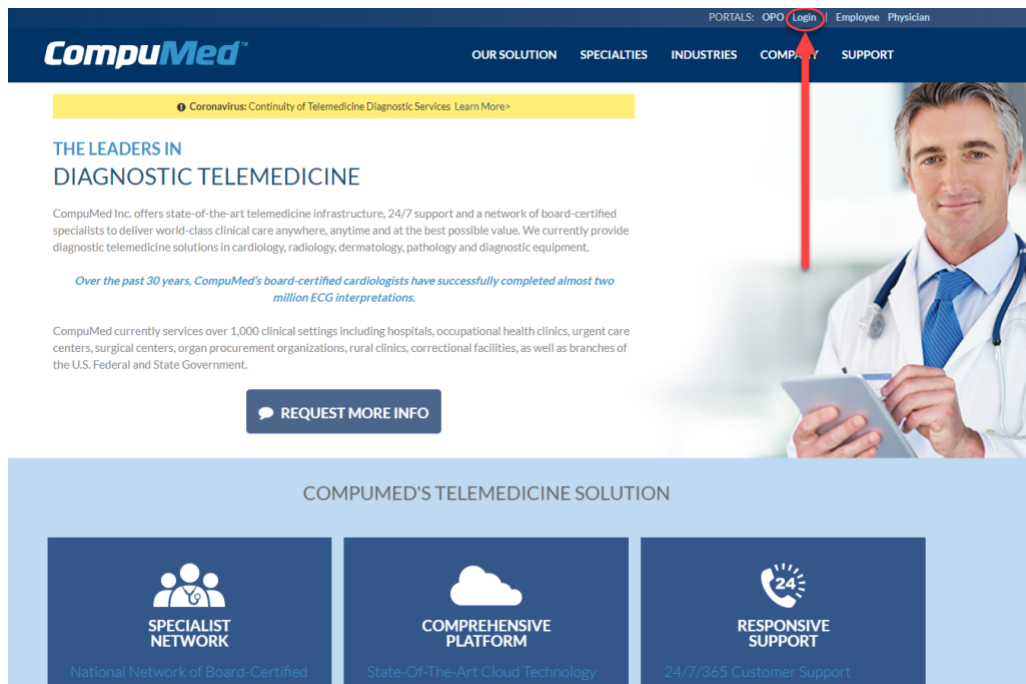 PORTALS: OPO Login | Employee Physician
CompuMed™
OUR SOLUTION SPECIALTIES INDUSTRIES COMPANY SUPPORT
Coronavirus: Continuity of Telemedicine Diagnostic Services Learn More>
THE LEADERS IN
DIAGNOSTIC TELEMEDICINE
CompuMed Inc. offers state-of-the-art telemedicine infrastructure, 24/7 support and a network of board-certified
specialists to deliver world-class clinical care anywhere, anytime and at the best possible value. We currently provide
diagnostic telemedicine solutions in cardiology, radiology, dermatology, pathology and diagnostic equipment.
Over the past 30 years, CompuMed's board-certified cardiologists have successfully completed almost two
million ECG interpretations.
CompuMed currently services over 1,000 clinical settings including hospitals, occupational health clinics, urgent care
centers, surgical centers, organ procurement organizations, rural clinics, correctional facilities, as well as branches of
the U.S. Federal and State Government.
REQUEST MORE INFO
COMPUMED'S TELEMEDICINE SOLUTION
24
SPECIALIST
NETWORK
COMPREHENSIVE
PLATFORM
RESPONSIVE
SUPPORT
National Network of Board-Certified
State-Of-The-Art Cloud Technology
24/7/365 Customer Support